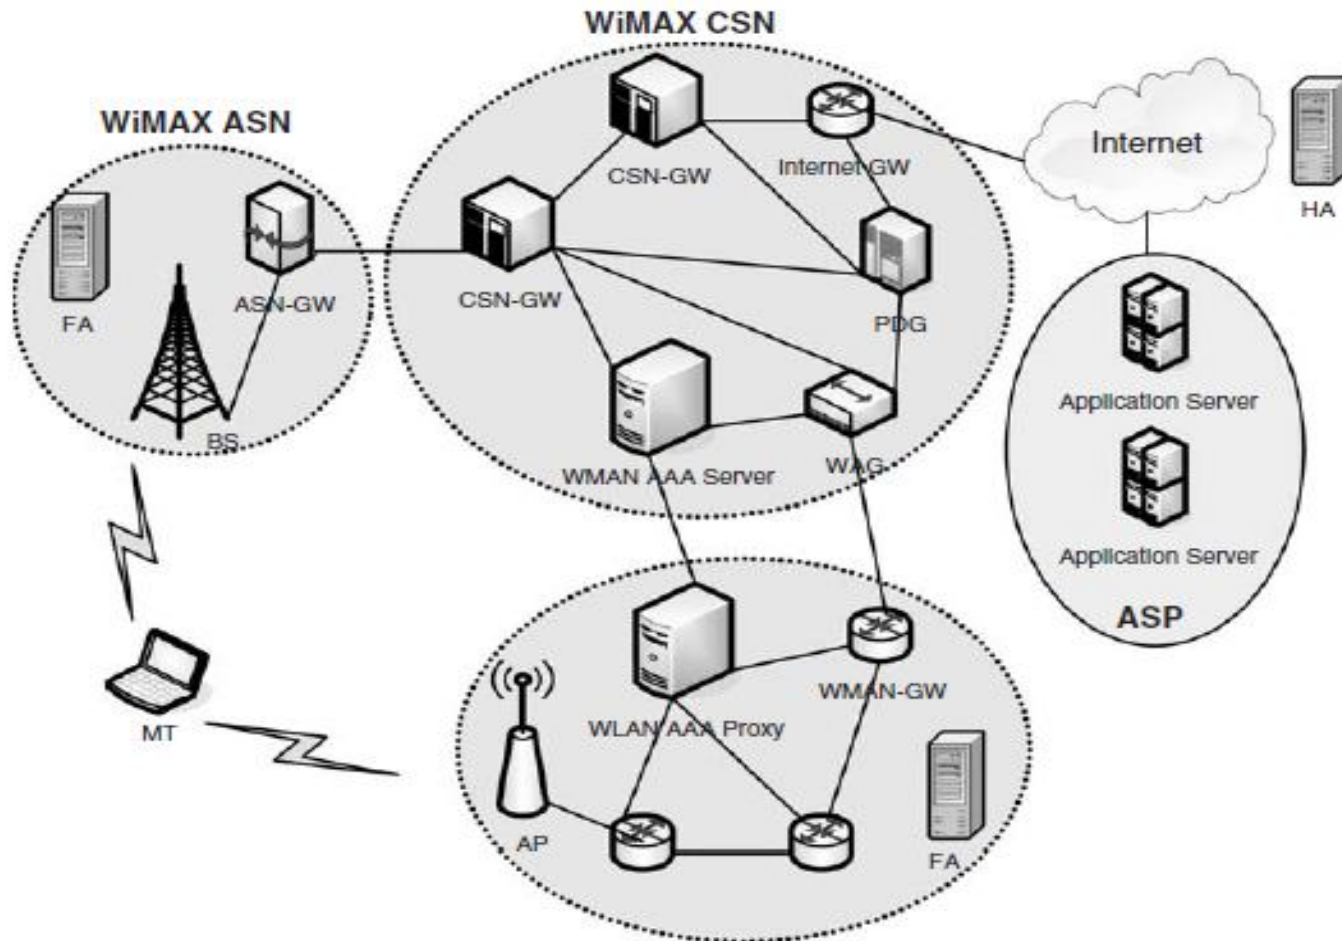 WiMAX CSN
WiMAX ASN
Internet
CSN-GW
Internet GW
HA
FA
ASN-GW
CSN-GW
PDG
BS
Application Server
WMAN AAA Server
WAG
Application Server
ASP
MT
WLAN AAA Proxy
WMAN-GW
AP
FA